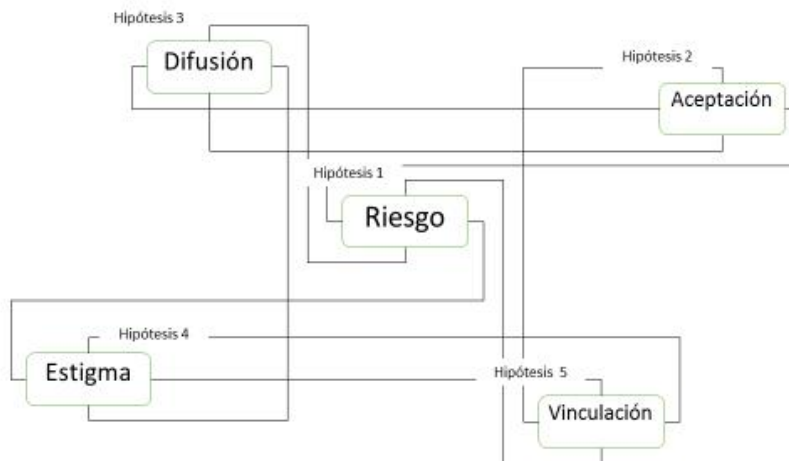 Hipótesis 3
Difusión
Hipótesis 2
Aceptación
Hipótesis 1
Riesgo
Hipótesis 4
Estigma
Hipótesis 5
Vinculación